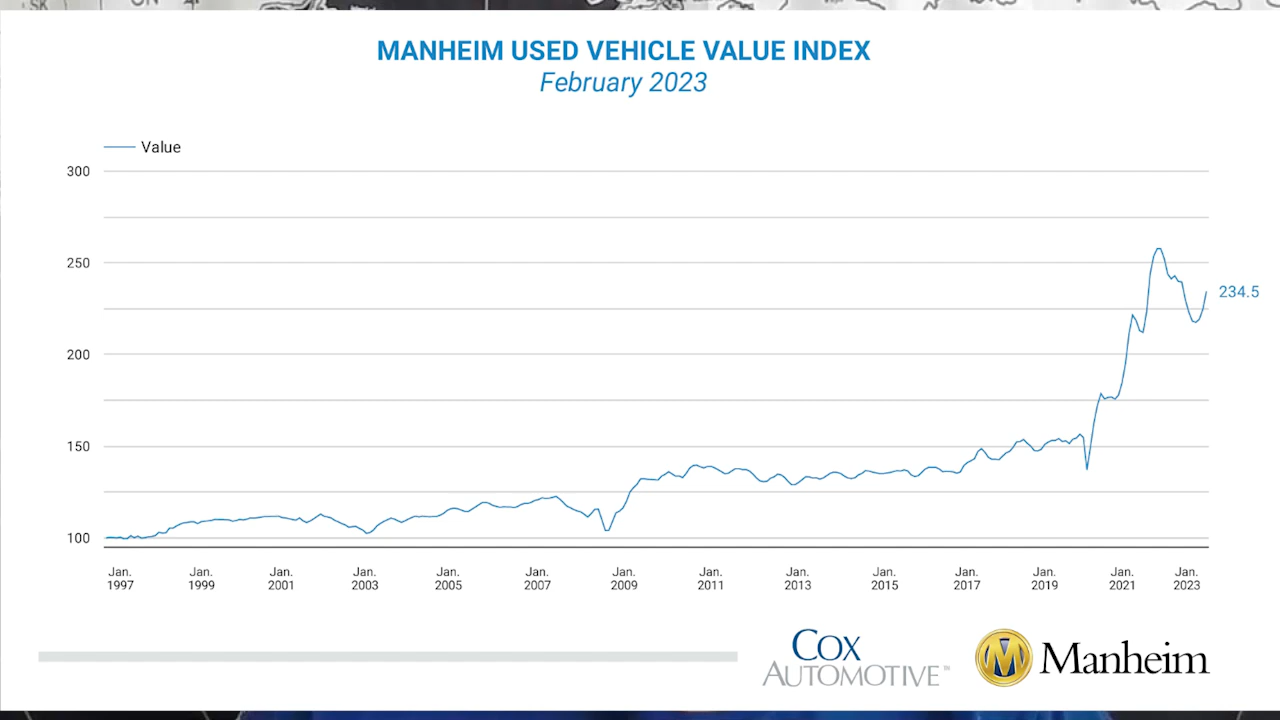 MANHEIM USED VEHICLE VALUE INDEX
February 2023
Value
300
250
234.5
200
150
100
Jan. Jan. Jan. Jan. Jan. Jan. Jan. Jan. Jan. Jan. Jan. Jan. Jan. Jan.
1997 1999 2001 2003 2005 2007 2009 2011 2013 2015 2017 2019 2021 2023
COX
AUTOMOTIVE™
M Manheim